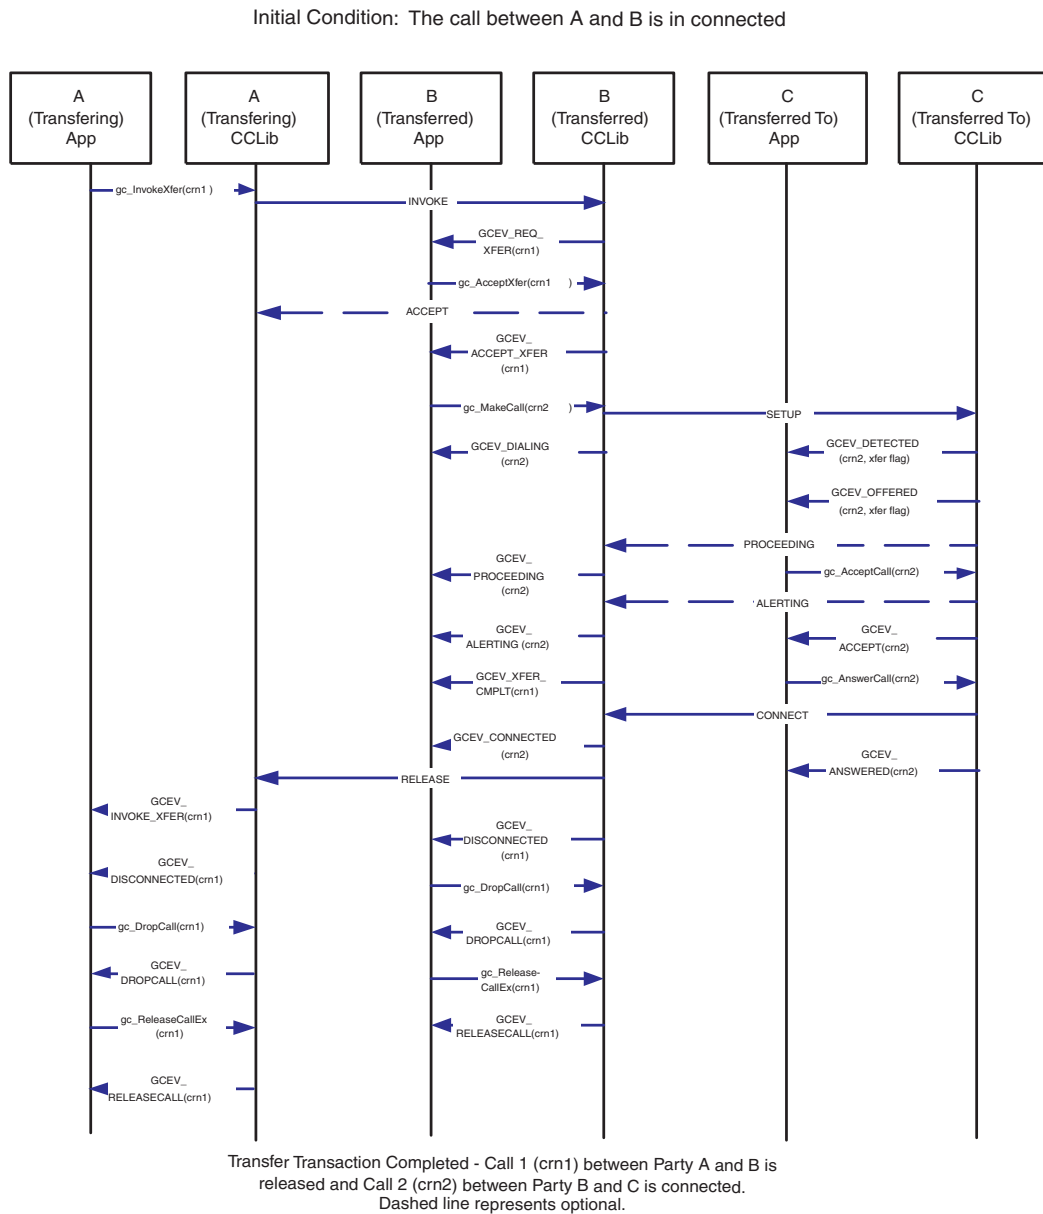 Initial Condition: The call between A and B is in connected
A
(Transfering)
App
A
(Transfering)
CCLib
B
(Transferred)
App
B
(Transferred)
CCLib
C
(Transferred To)
App
C
(Transferred To)
CCLib
gc_InvokeXfer(crn1 )
INVOKE
GCEV_REQ_
XFER(crn1)
gc_AcceptXfer(crn1 )
ACCEPT
GCEV_
ACCEPT_XFER
(crn1)
gc_MakeCall(crn2 )
SETUP
GCEV_DIALING
(crn2)
GCEV_DETECTED
(crn2, xfer flag)
GCEV_OFFERED
(crn2, xfer flag)
PROCEEDING
GCEV_
PROCEEDING
(crn2)
gc_AcceptCall(crn2)
ALERTING
GCEV_
ALERTING (crn2)
GCEV_
ACCEPT(crn2)
GCEV_XFER_
CMPLT(crn1)
gc_AnswerCall(crn2)
CONNECT
GCEV_CONNECTED
(crn2)
GCEV_
ANSWERED(crn2)
RELEASE
GCEV_
INVOKE_XFER(crn1)
GCEV_
DISCONNECTED
(crn1)
GCEV_
DISCONNECTED(crn1)
gc_DropCall(crn1)
gc_DropCall(crn1)
GCEV_
DROPCALL(crn1)
GCEV_
DROPCALL(crn1)
gc_Release-
CallEx(crn1)
gc_ReleaseCallEx
(crn1)
GCEV_
RELEASECALL(crn1)
GCEV_
RELEASECALL(crn1)
Transfer Transaction Completed - Call 1 (crn1) between Party A and B is
released and Call 2 (crn2) between Party B and C is connected.
Dashed line represents optional.